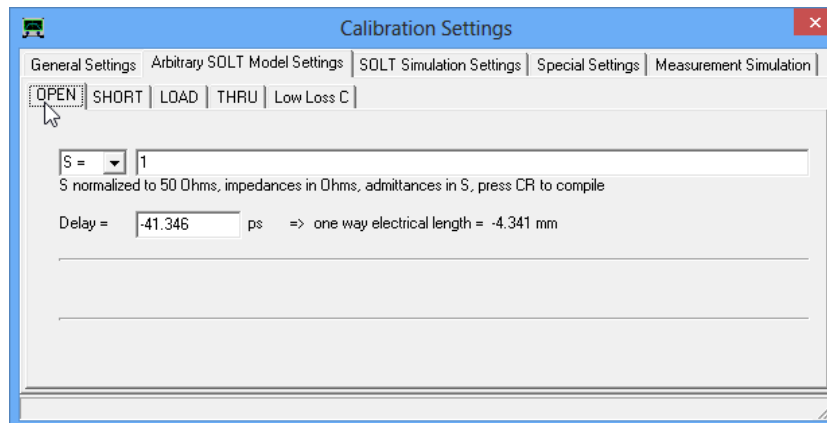 Calibration Settings
General Settings Arbitrary SOLT Model Settings SOLT Simulation Settings Special Settings Measurement Simulation
OPEN SHORT LOAD THRU Low Loss C
S = 1
S normalized to 50 Ohms, impedances in Ohms, admittances in S, press CR to compile
Delay = -41.346 ps => one way electrical length = -4.341 mm